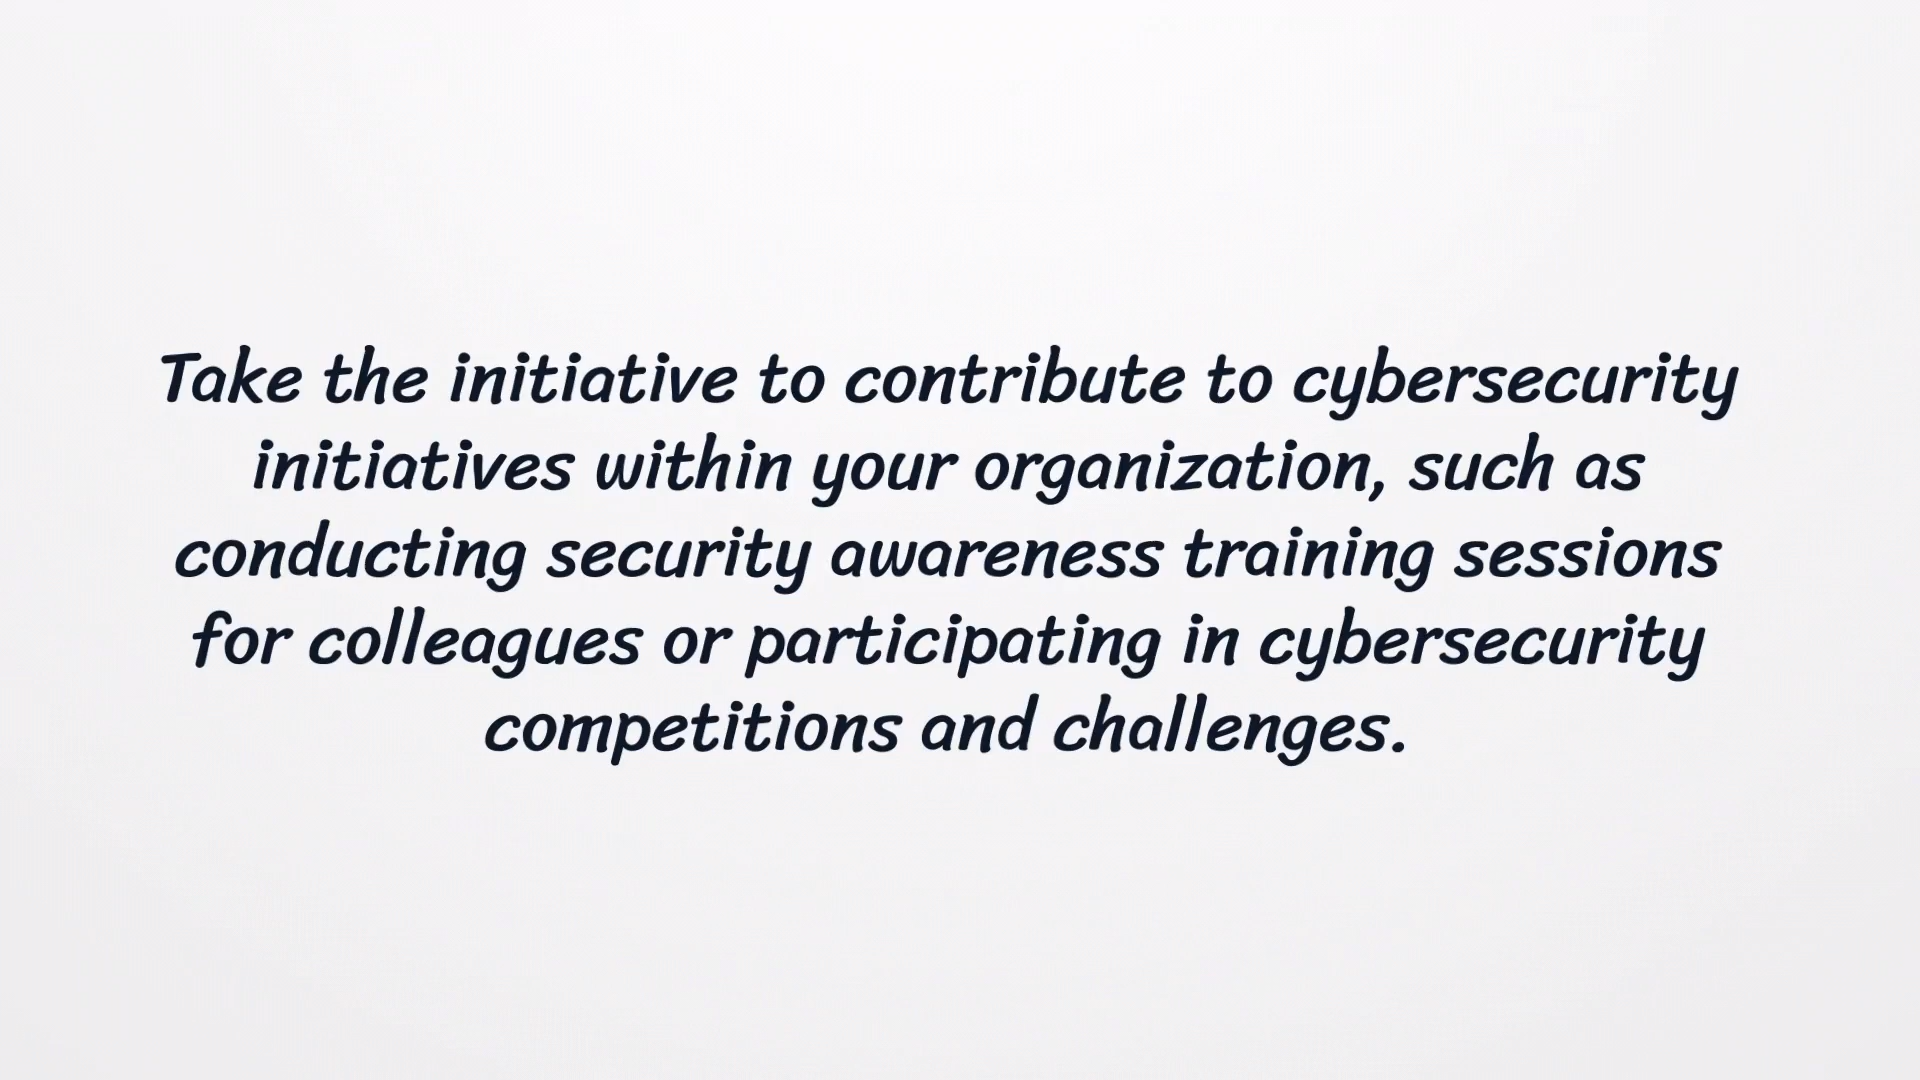 Take the initiative to contribute to cybersecurity
initiatives within your organization, such as
conducting security awareness training sessions
for colleagues or participating in cybersecurity
competitions and challenges.